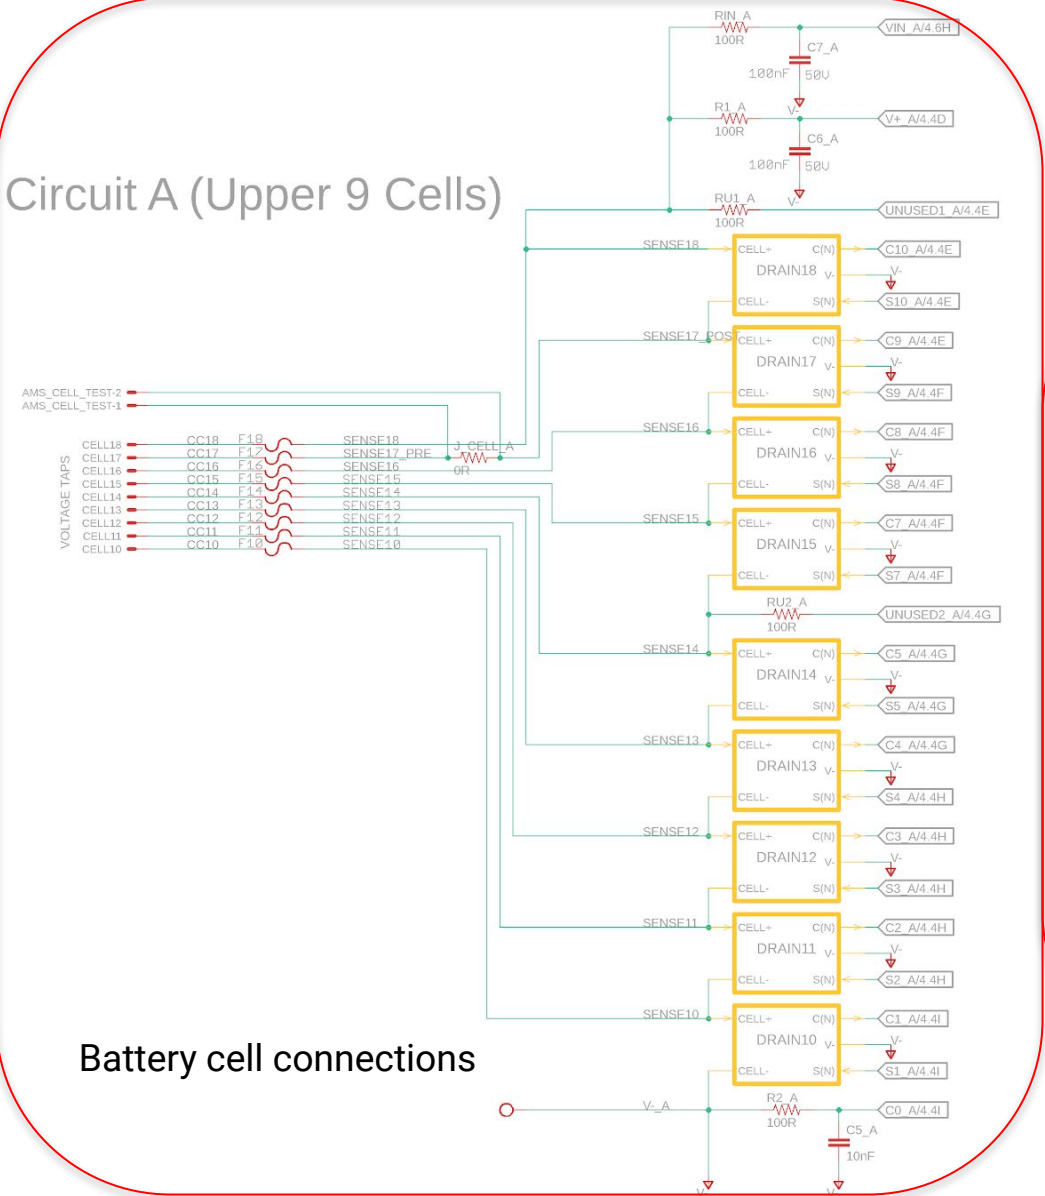 RIN_A
100R
VIN_A/4.6H
C7_A
100nF 50V
V-
R1_A
100R
V+_A/4.4D
C6_A
100nF 50V
V-
Circuit A (Upper 9 Cells)
RU1_A
100R
UNUSED1_A/4.4E
SENSE18
CELL+ C(N)
C10_A/4.4E
DRAIN18
V-
V-
CELL- S(N)
S10_A/4.4E
SENSE17_POST
CELL+ C(N)
C9_A/4.4E
DRAIN17
V-
V-
CELL- S(N)
S9_A/4.4F
SENSE16
CELL+ C(N)
C8_A/4.4F
DRAIN16
V-
V-
CELL- S(N)
S8_A/4.4F
SENSE15
CELL+ C(N)
C7_A/4.4F
DRAIN15
V-
V-
CELL- S(N)
S7_A/4.4F
AMS_CELL_TEST-2
AMS_CELL_TEST-1
VOLTAGE TAPS
CELL18 CC18 F18 SENSE18
CELL17 CC17 F17 SENSE17_PRE
CELL16 CC16 F16 SENSE16
CELL15 CC15 F15 SENSE15
CELL14 CC14 F14 SENSE14
CELL13 CC13 F13 SENSE13
CELL12 CC12 F12 SENSE12
CELL11 CC11 F11 SENSE11
CELL10 CC10 F10 SENSE10
J_CELL_A
0R
RU2_A
100R
UNUSED2_A/4.4G
SENSE14
CELL+ C(N)
C5_A/4.4G
DRAIN14
V-
V-
CELL- S(N)
S5_A/4.4G
SENSE13
CELL+ C(N)
C4_A/4.4G
DRAIN13
V-
V-
CELL- S(N)
S4_A/4.4H
SENSE12
CELL+ C(N)
C3_A/4.4H
DRAIN12
V-
V-
CELL- S(N)
S3_A/4.4H
SENSE11
CELL+ C(N)
C2_A/4.4H
DRAIN11
V-
V-
CELL- S(N)
S2_A/4.4H
SENSE10
CELL+ C(N)
C1_A/4.4I
DRAIN10
V-
V-
CELL- S(N)
S1_A/4.4I
Battery cell connections
V-_A
R2_A
100R
C0_A/4.4I
C5_A
10nF